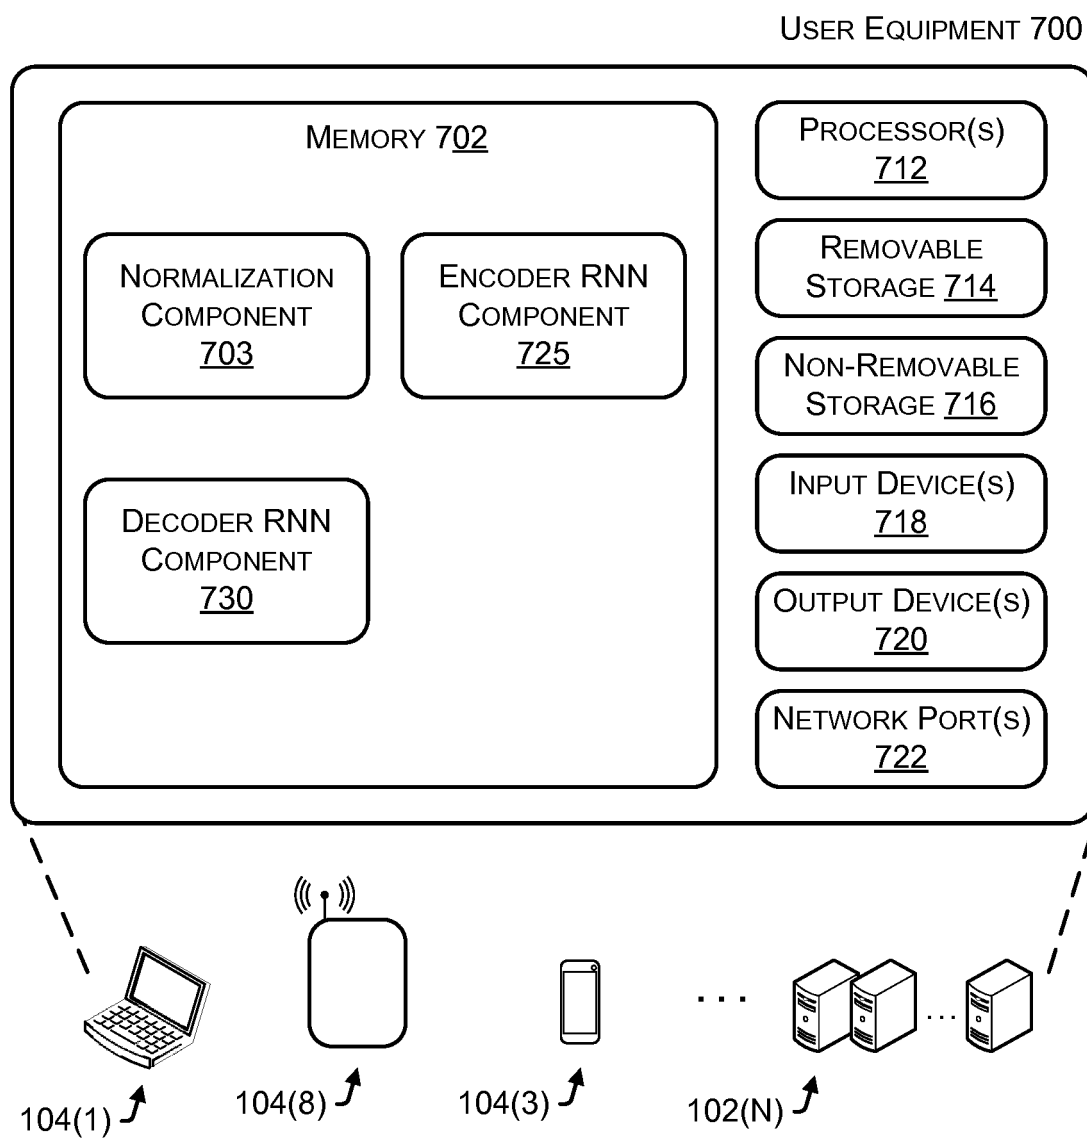 USER EQUIPMENT 700
MEMORY 702
NORMALIZATION
COMPONENT
703
ENCODER RNN
COMPONENT
725
DECODER RNN
COMPONENT
730
PROCESSOR(S)
712
REMOVABLE
STORAGE 714
NON-REMOVABLE
STORAGE 716
INPUT DEVICE(S)
718
OUTPUT DEVICE(S)
720
NETWORK PORT(S)
722
. . .
...
104(1)
104(8)
104(3)
102(N)